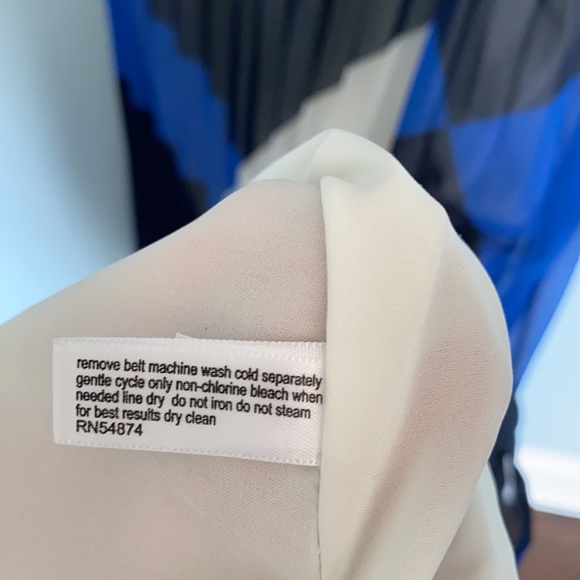 remove belt machine wash cold separately
gentle cycle only non-chlorine bleach when
needed line dry do not iron do not steam
for best results dry clean
RN54874